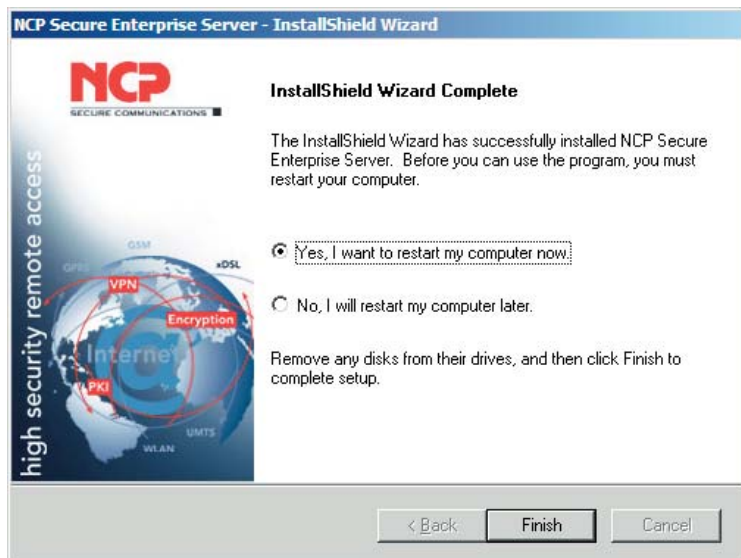 NCP Secure Enterprise Server - InstallShield Wizard
NCP
SECURE COMMUNICATIONS
high security remote access
GSM
GPRS
xDSL
VPN
Encryption
Internet
@
PKI
UMTS
WLAN
InstallShield Wizard Complete
The InstallShield Wizard has successfully installed NCP Secure
Enterprise Server. Before you can use the program, you must
restart your computer.
Yes, I want to restart my computer now.
No, I will restart my computer later.
Remove any disks from their drives, and then click Finish to
complete setup.
< Back
Finish
Cancel